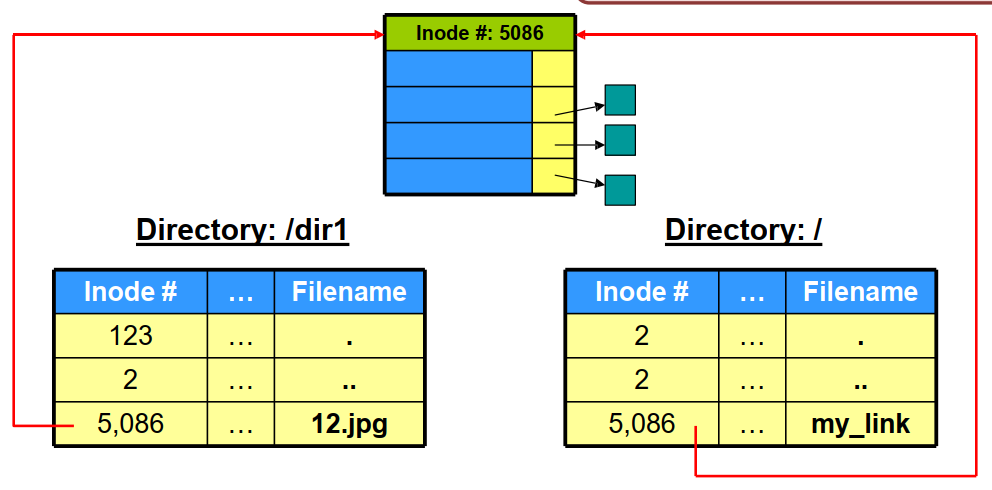 Inode #: 5086
Directory: /dir1
Inode # … Filename
123 … .
2 … ..
5,086 … 12.jpg
Directory: /
Inode # … Filename
2 … .
2 … ..
5,086 … my_link